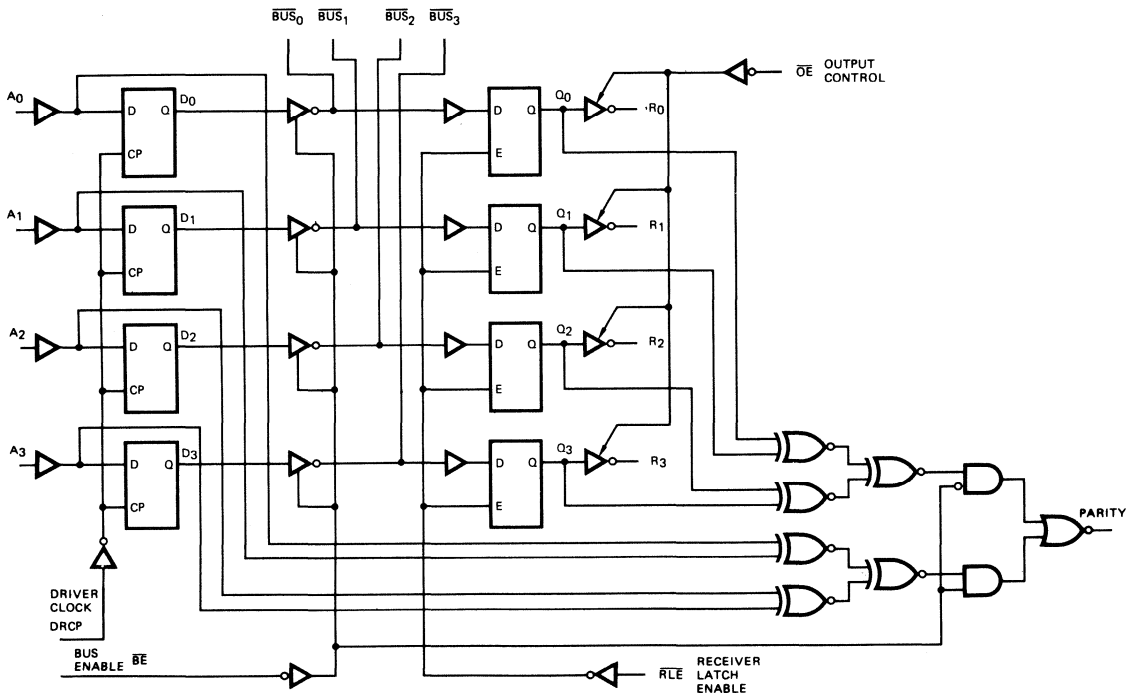 BUS0 BUS1 BUS2 BUS3
OE OUTPUT
CONTROL
A0
D0
Q0
R0
D Q
CP
D Q
E
A1
D1
Q1
R1
D Q
CP
D Q
E
A2
D2
Q2
R2
D Q
CP
D Q
E
A3
D3
Q3
R3
D Q
CP
D Q
E
PARITY
DRIVER
CLOCK
DRCP
BUS
ENABLE BE
RLE RECEIVER
LATCH
ENABLE